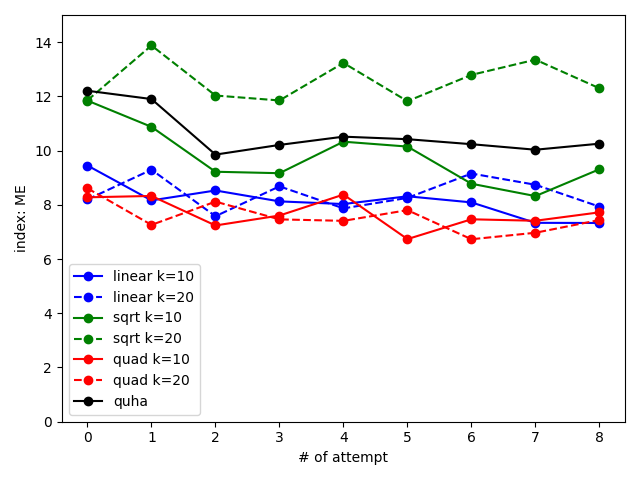 index: ME
14
12
10
8
6
4
2
0
linear k=10
linear k=20
sqrt k=10
sqrt k=20
quad k=10
quad k=20
quha
0 1 2 3 4 5 6 7 8
# of attempt